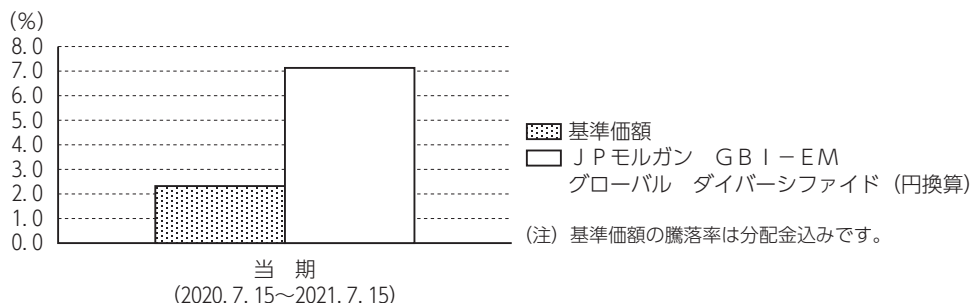 (%)
8.0
7.0
6.0
5.0
4.0
3.0
2.0
1.0
0.0
当 期
(2020.7.15～2021.7.15)
基準価額
ＪＰモルガン ＧＢＩ－ＥＭ
グローバル ダイバーシファイド（円換算）
（注）基準価額の騰落率は分配金込みです。